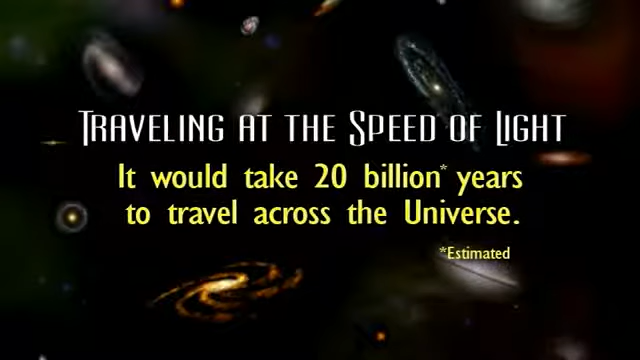 Traveling at the Speed of Light
It would take 20 billion* years
to travel across the Universe.
*Estimated